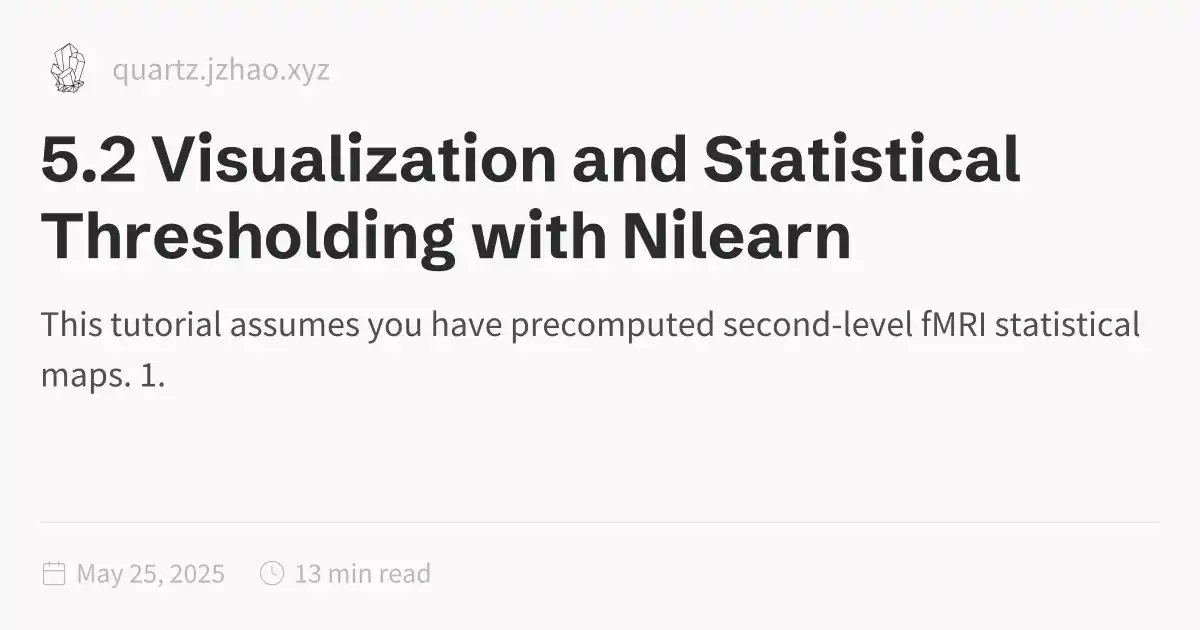 quartz.jzhao.xyz
5.2 Visualization and Statistical
Thresholding with Nilearn
This tutorial assumes you have precomputed second-level fMRI statistical
maps. 1.
May 25, 2025 13 min read